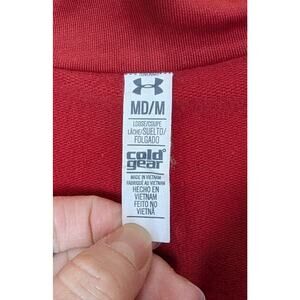 MD/M
LOOSE/COUPE
LÂCHE/SUELTO/
FOLGADO
cold
gear
MADE IN VIETNAM
FABRIQUÉ AU VIETNAM
HECHO EN
VIETNAM
FEITO NO
VIETNÃ